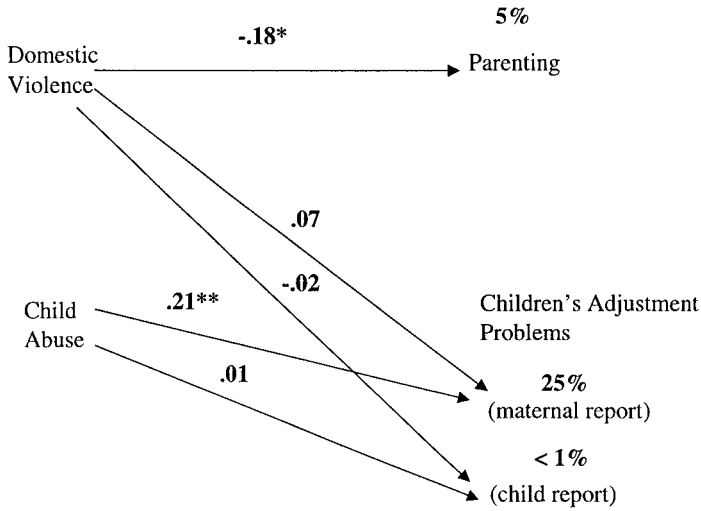 5%
-.18*
Domestic
Violence
Parenting
.07
-.02
.21**
Child
Abuse
Children's Adjustment
Problems
.01
25%
(maternal report)
< 1%
(child report)